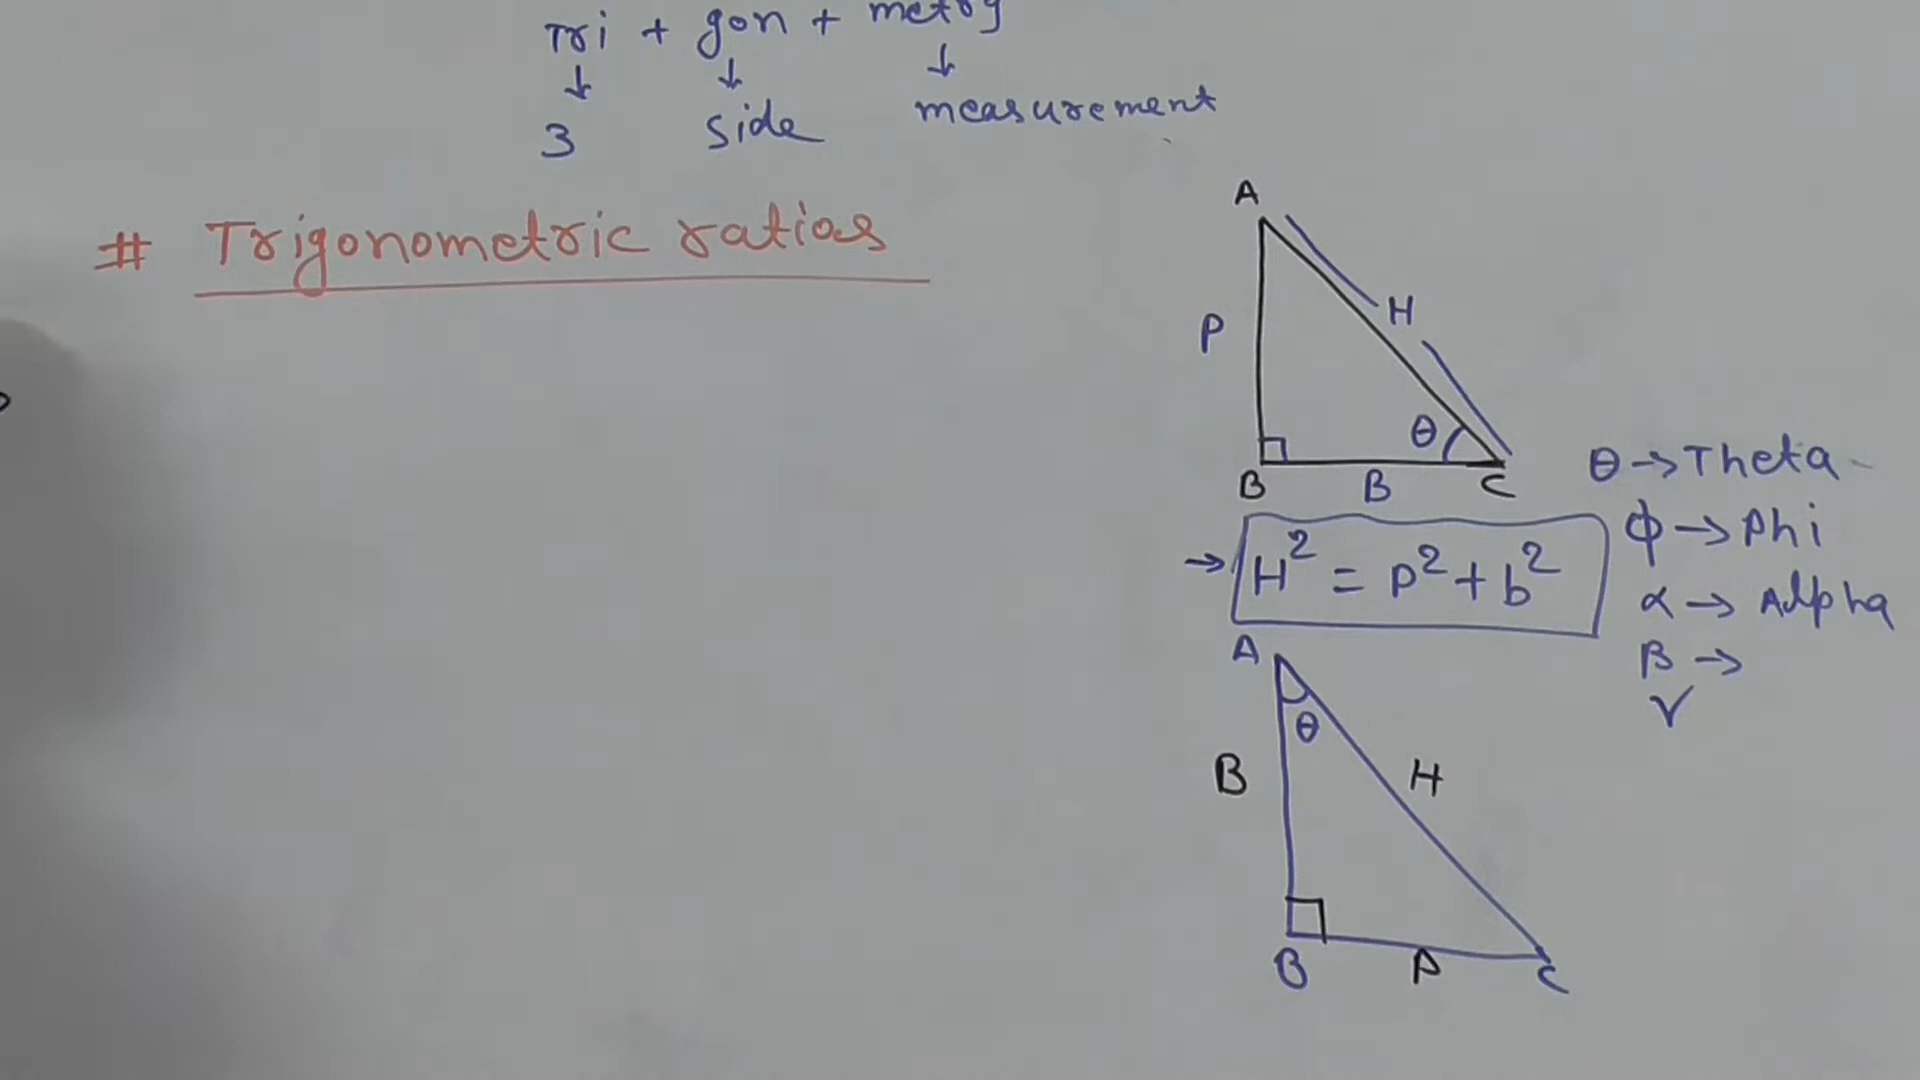 Tri + gon + metry
↓ ↓ ↓
3 side measurement
# Trigonometric ratios
A
P H
θ
B B C
θ → Theta
ϕ → Phi
α → Alpha
β →
γ
→ H² = P² + b²
A
θ
B H
B P C